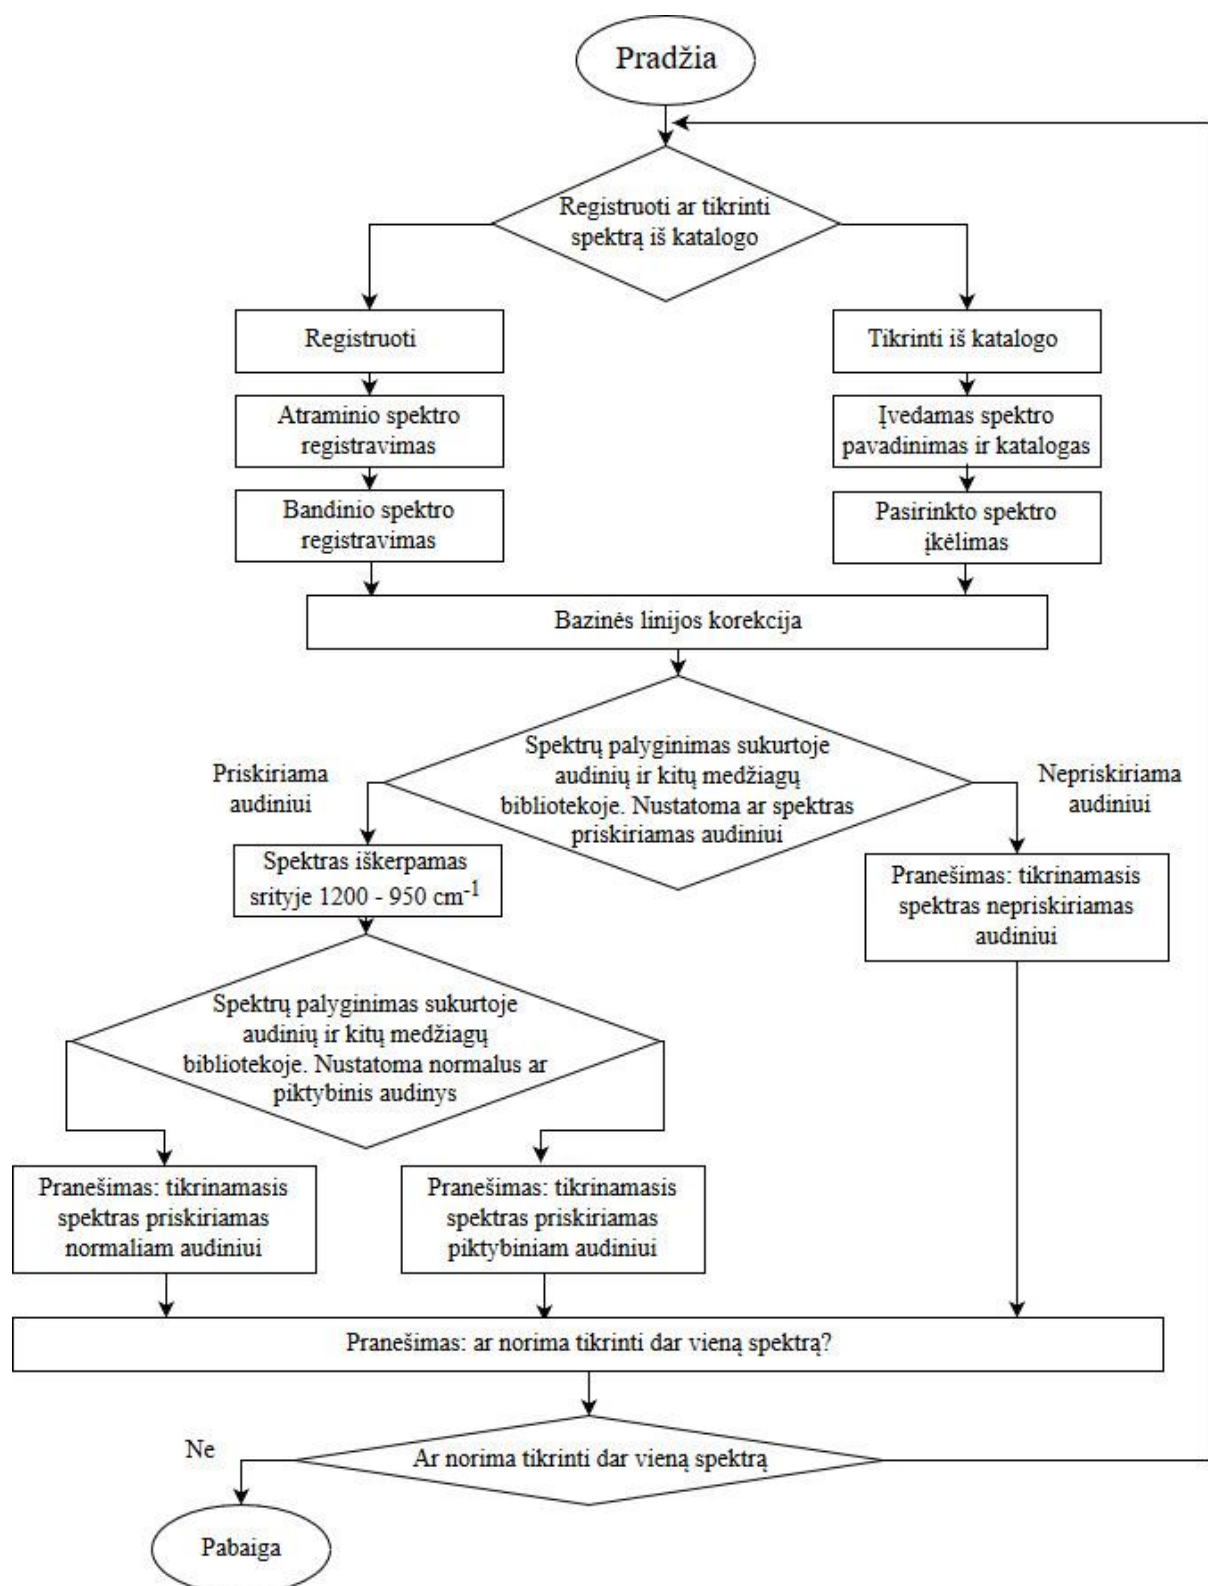 Pradžia
Registruoti ar tikrinti
spektrą iš katalogo
Registruoti
Tikrinti iš katalogo
Atraminio spektro
registravimas
Įvedamas spektro
pavadinimas ir katalogas
Bandinio spektro
registravimas
Pasirinkto spektro
įkėlimas
Bazinės linijos korekcija
Spektrų palyginimas sukurtoje
audinių ir kitų medžiagų
bibliotekoje. Nustatoma ar spektras
priskiriamas audiniui
Priskiriama
audiniui
Nepriskiriama
audiniui
Spektras iškerpamas
srityje 1200 - 950 cm⁻¹
Pranešimas: tikrinamasis
spektras nepriskiriamas
audiniui
Spektrų palyginimas sukurtoje
audinių ir kitų medžiagų
bibliotekoje. Nustatoma normalus ar
piktybinis audinys
Pranešimas: tikrinamasis
spektras priskiriamas
normaliam audiniui
Pranešimas: tikrinamasis
spektras priskiriamas
piktybiniam audiniui
Pranešimas: ar norima tikrinti dar vieną spektrą?
Ar norima tikrinti dar vieną spektrą
Ne
Pabaiga